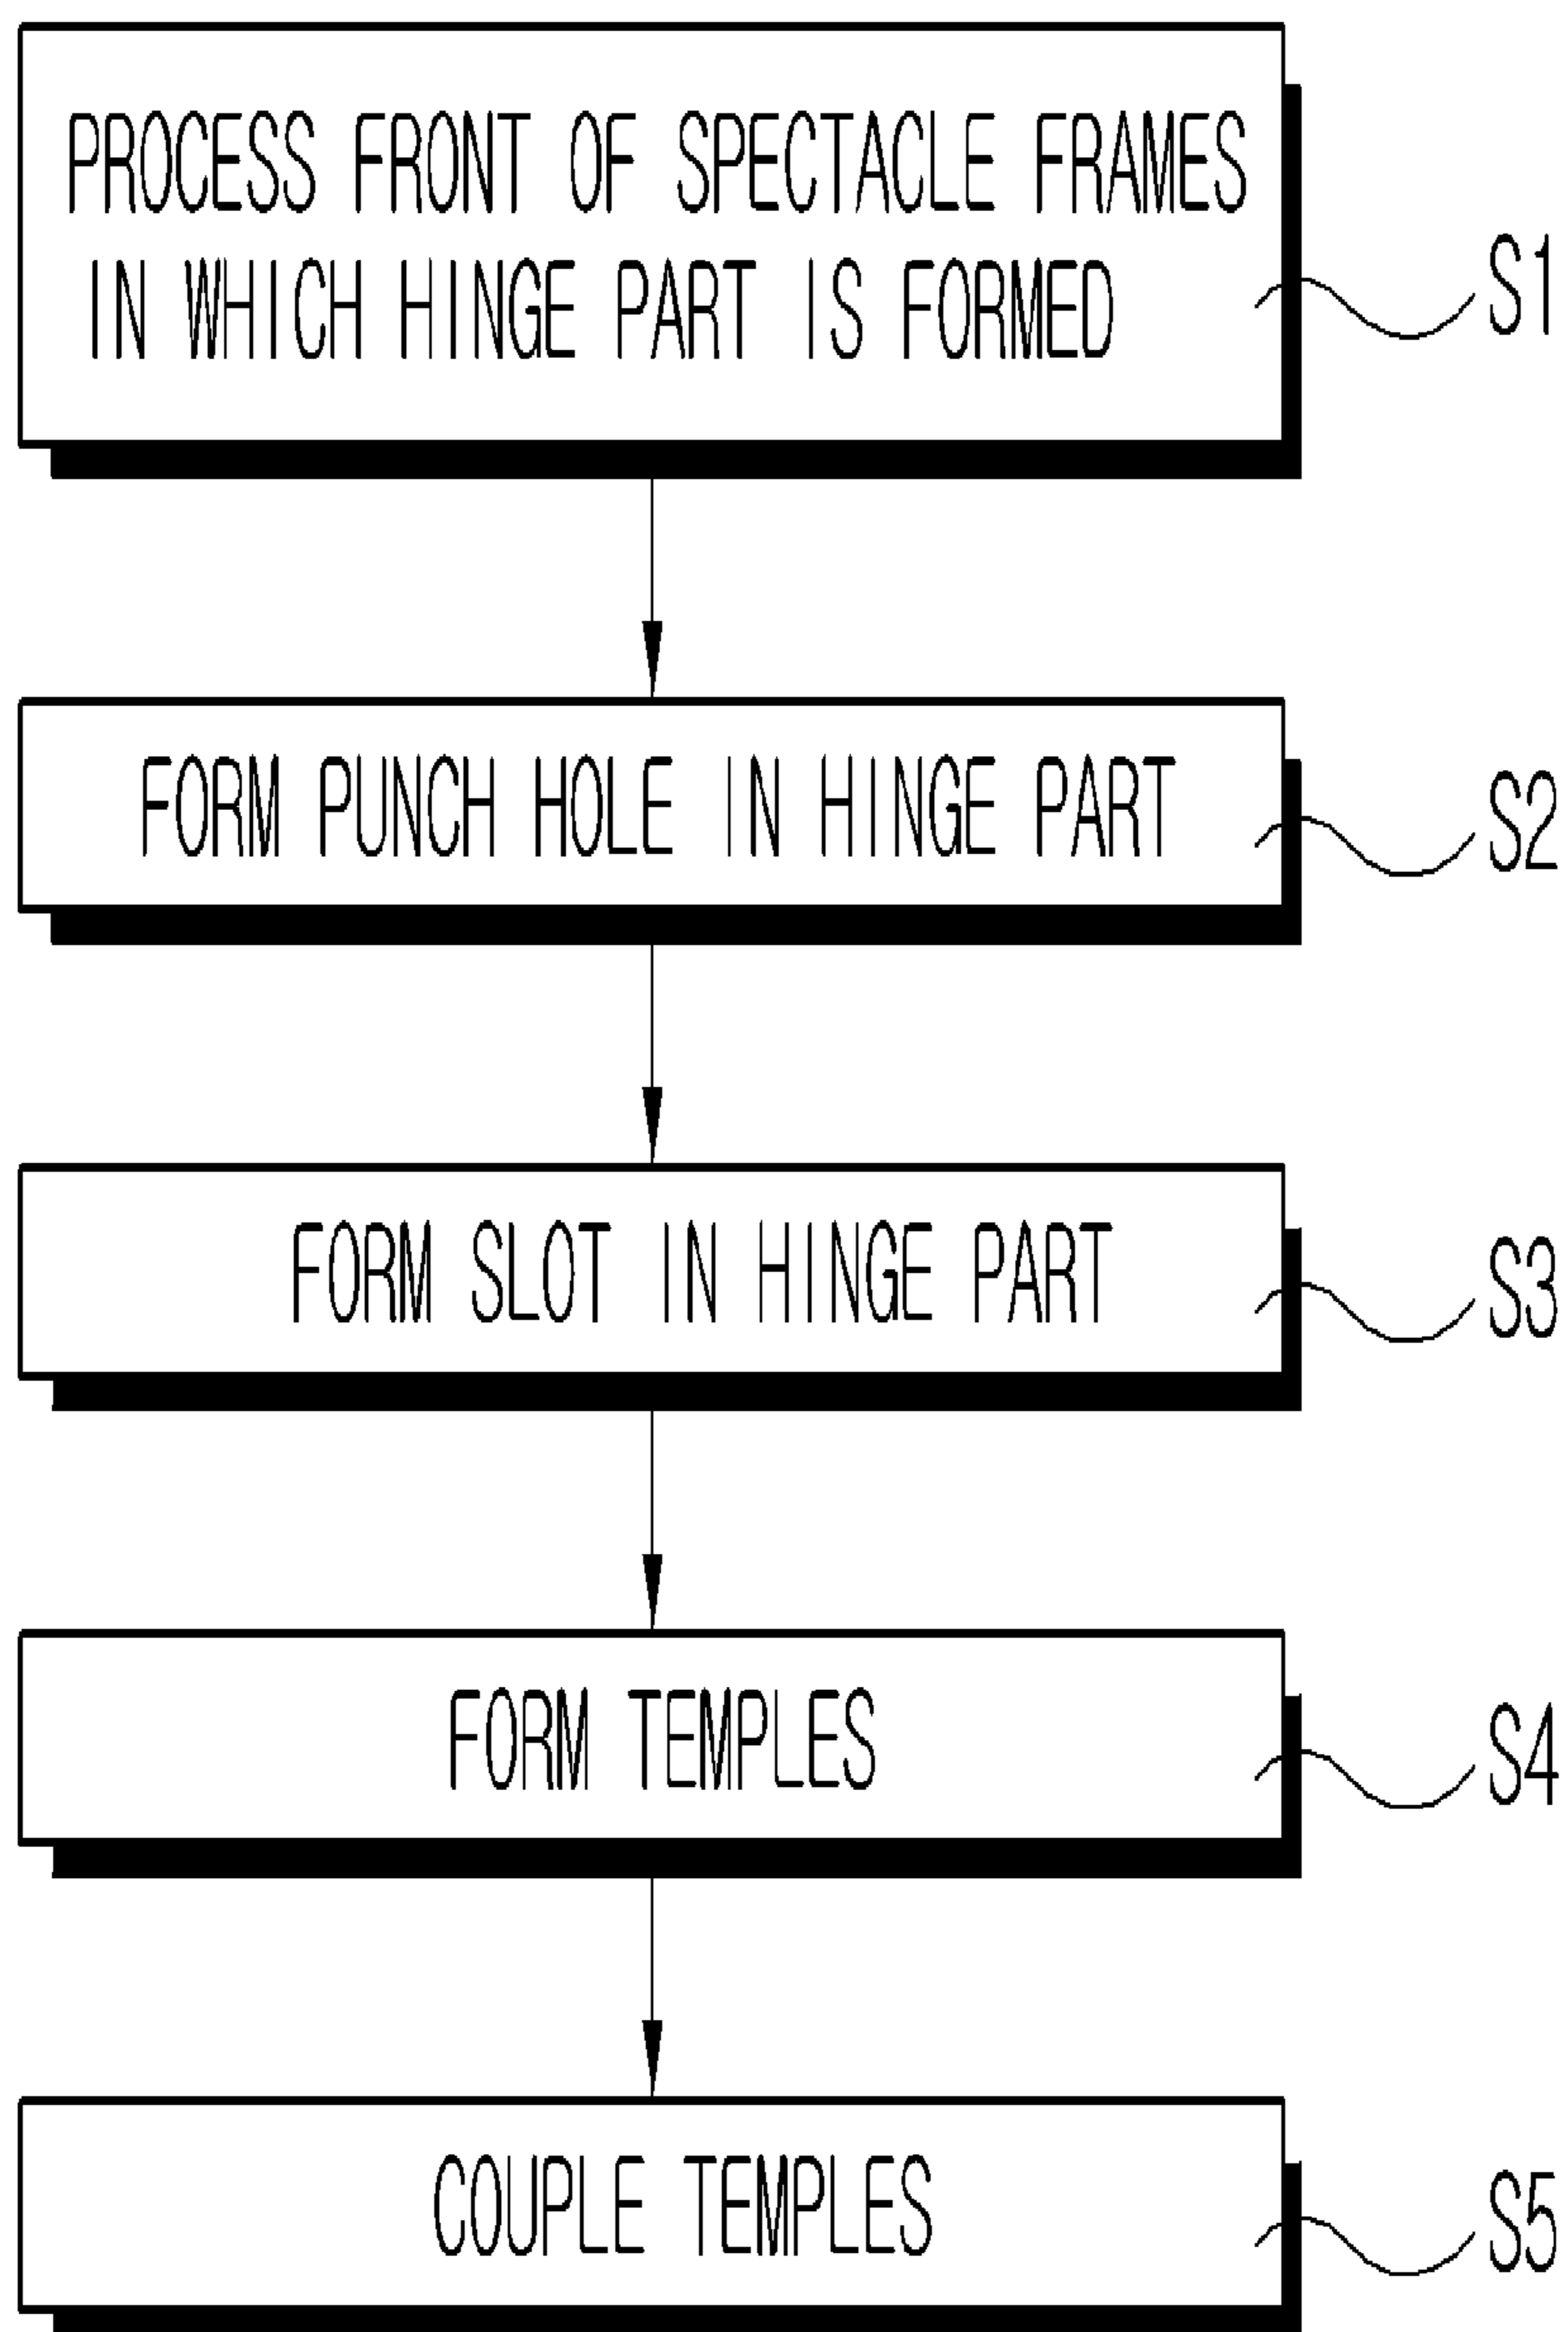 PROCESS FRONT OF SPECTACLE FRAMES
IN WHICH HINGE PART IS FORMED
S1
FORM PUNCH HOLE IN HINGE PART
S2
FORM SLOT IN HINGE PART
S3
FORM TEMPLES
S4
COUPLE TEMPLES
S5